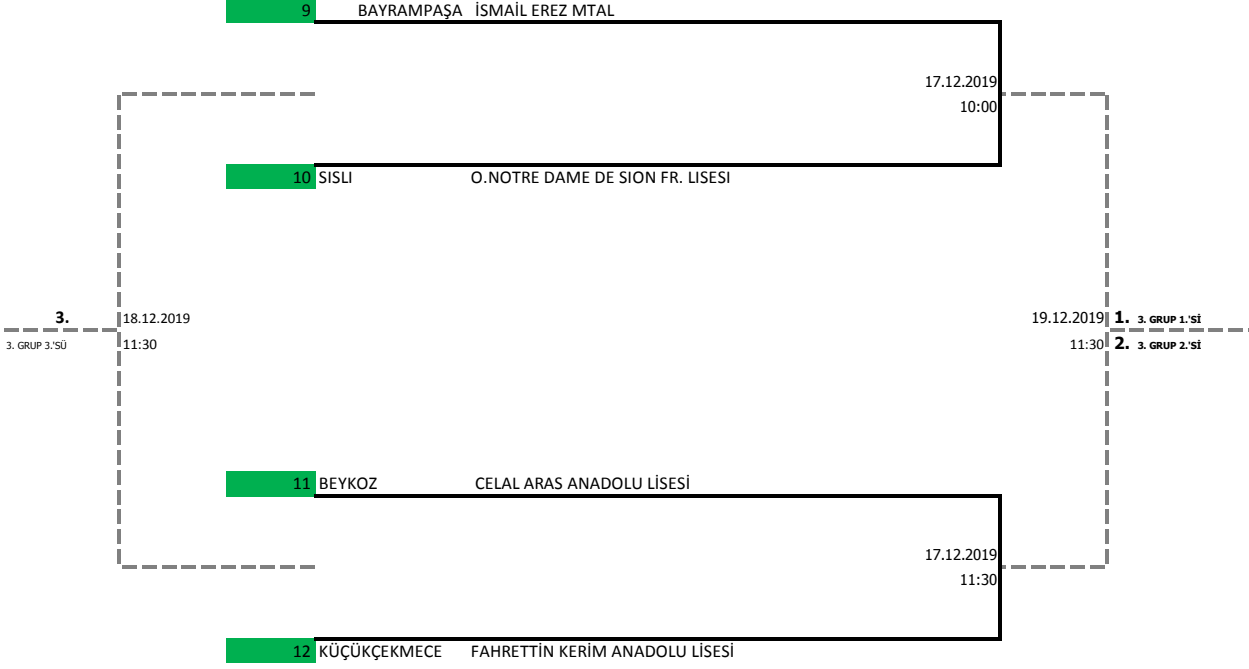 9 BAYRAMPAŞA İSMAİL EREZ MTAL
17.12.2019
10:00
10 SISLI O.NOTRE DAME DE SION FR. LISESI
3. 18.12.2019 19.12.2019 1. 3. GRUP 1.'Sİ
3. GRUP 3.'SÜ 11:30 11:30 2. 3. GRUP 2.'Sİ
11 BEYKOZ CELAL ARAS ANADOLU LİSESİ
17.12.2019
11:30
12 KÜÇÜKÇEKMECE FAHRETTİN KERİM ANADOLU LİSESİ